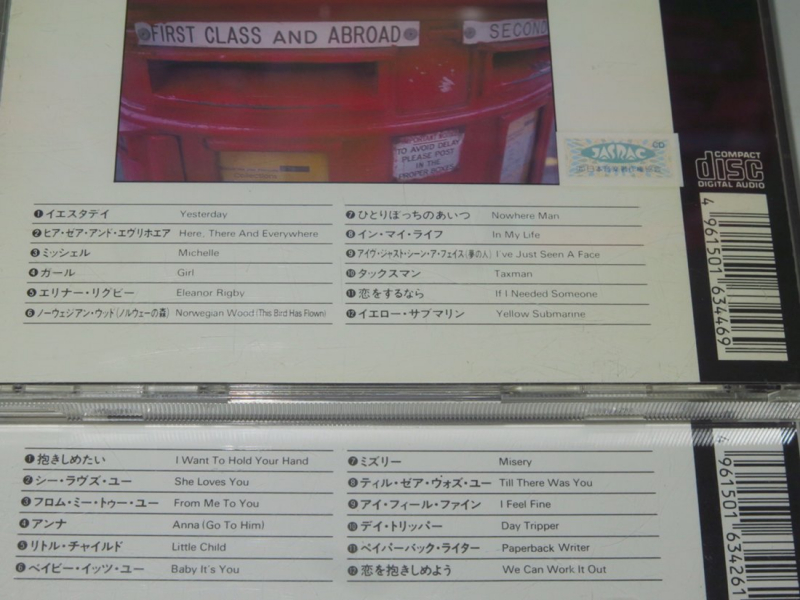 FIRST CLASS AND ABROAD
SECOND
TO AVOID DELAY
PLEASE POST
IN THE
PROPER BOXES
JASRAC
CD
COMPACT
disc
DIGITAL AUDIO
❶イエスタデイ Yesterday
❷ヒア・ゼア・アンド・エヴリホエア Here, There And Everywhere
❸ミッシェル Michelle
❹ガール Girl
❺エリナー・リグビー Eleanor Rigby
❻ノーウェジアン・ウッド(ノルウェーの森) Norwegian Wood (This Bird Has Flown)
❼ひとりぼっちのあいつ Nowhere Man
❽イン・マイ・ライフ In My Life
❾アイヴ・ジャスト・シーン・ア・フェイス(夢の人) I've Just Seen A Face
❿タックスマン Taxman
⓫恋をするなら If I Needed Someone
⓬イエロー・サブマリン Yellow Submarine
4 961501 634469
❶抱きしめたい I Want To Hold Your Hand
❷シー・ラヴズ・ユー She Loves You
❸フロム・ミー・トゥー・ユー From Me To You
❹アンナ Anna (Go To Him)
❺リトル・チャイルド Little Child
❻ベイビー・イッツ・ユー Baby It's You
❼ミズリー Misery
❽ティル・ゼア・ウォズ・ユー Till There Was You
❾アイ・フィール・ファイン I Feel Fine
❿デイ・トリッパー Day Tripper
⓫ペイパーバック・ライター Paperback Writer
⓬恋を抱きしめよう We Can Work It Out
4 961501 634261